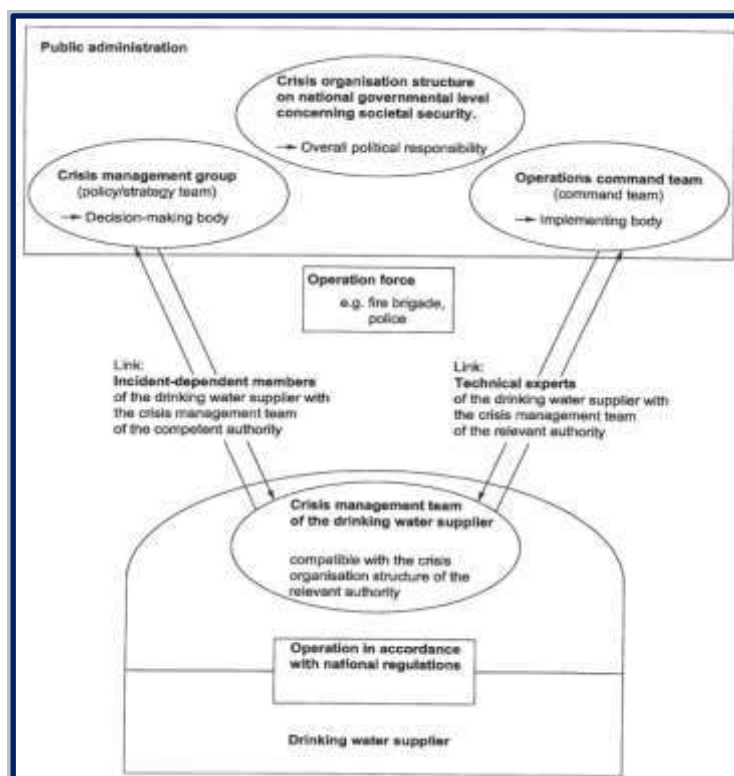 Public administration
Crisis organisation structure
on national governmental level
concerning societal security.
→ Overall political responsibility
Crisis management group
(policy/strategy team)
→ Decision-making body
Operations command team
(command team)
→ Implementing body
Operation force
e.g. fire brigade,
police
Link:
Incident-dependent members
of the drinking water supplier with
the crisis management team
of the competent authority
Link:
Technical experts
of the drinking water supplier with
the crisis management team
of the relevant authority
Crisis management team
of the drinking water supplier
compatible with the crisis
organisation structure of the
relevant authority
Operation in accordance
with national regulations
Drinking water supplier